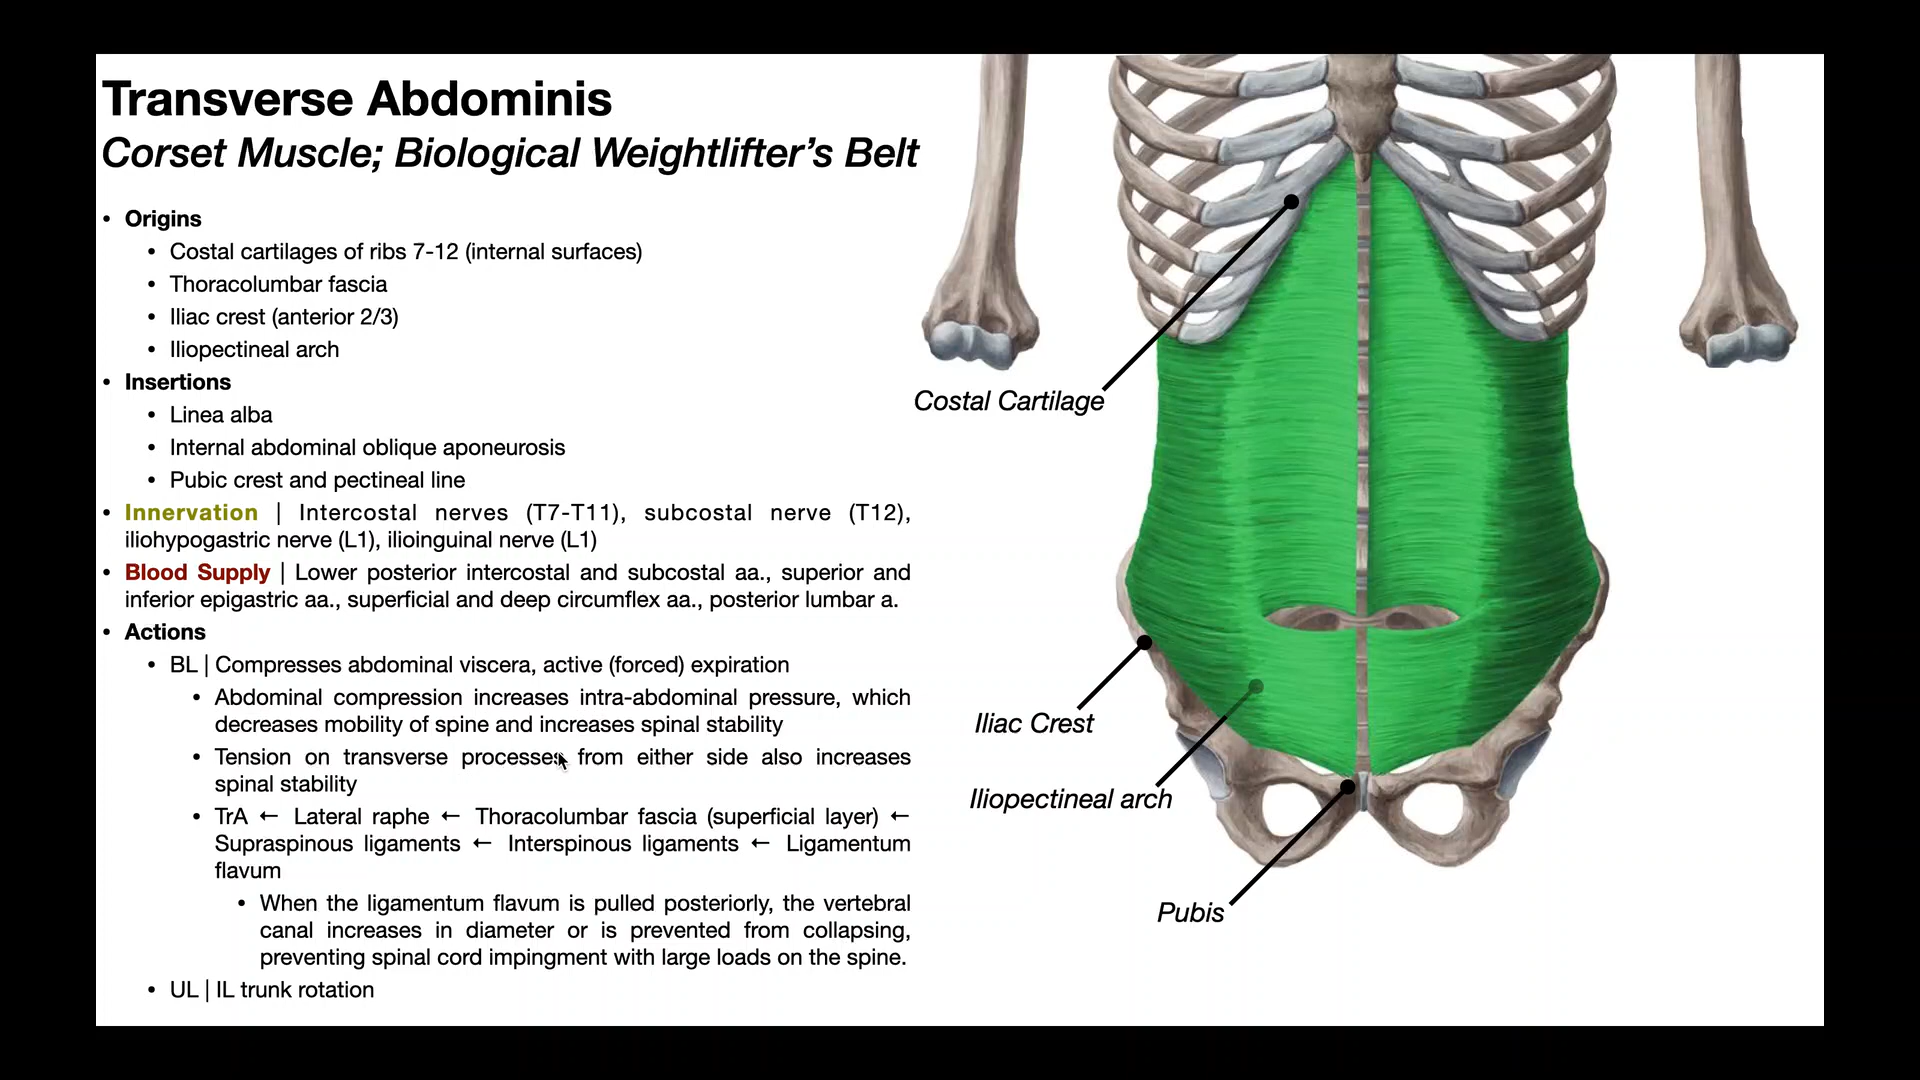 Transverse Abdominis
Corset Muscle; Biological Weightlifter's Belt
• Origins
• Costal cartilages of ribs 7-12 (internal surfaces)
• Thoracolumbar fascia
• Iliac crest (anterior 2/3)
• Iliopectineal arch
• Insertions
• Linea alba
• Internal abdominal oblique aponeurosis
• Pubic crest and pectineal line
• Innervation | Intercostal nerves (T7-T11), subcostal nerve (T12),
iliohypogastric nerve (L1), ilioinguinal nerve (L1)
• Blood Supply | Lower posterior intercostal and subcostal aa., superior and
inferior epigastric aa., superficial and deep circumflex aa., posterior lumbar a.
• Actions
• BL | Compresses abdominal viscera, active (forced) expiration
• Abdominal compression increases intra-abdominal pressure, which
decreases mobility of spine and increases spinal stability
• Tension on transverse processes from either side also increases
spinal stability
• TrA ← Lateral raphe ← Thoracolumbar fascia (superficial layer) ←
Supraspinous ligaments ← Interspinous ligaments ← Ligamentum
flavum
• When the ligamentum flavum is pulled posteriorly, the vertebral
canal increases in diameter or is prevented from collapsing,
preventing spinal cord impingment with large loads on the spine.
• UL | IL trunk rotation
Costal Cartilage
Iliac Crest
Iliopectineal arch
Pubis